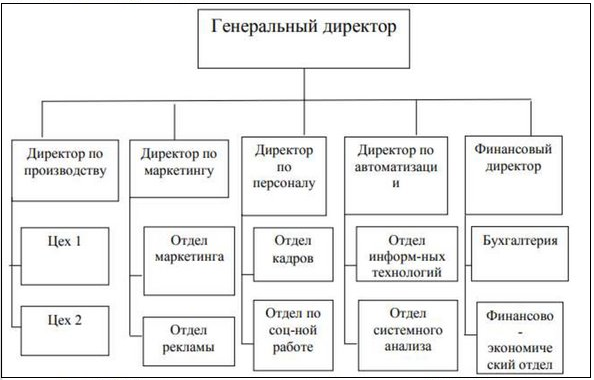 Генеральный директор
Директор по
производству
Директор по
маркетингу
Директор
по
персоналу
Директор по
автоматизаци
и
Финансовый
директор
Цех 1
Отдел
маркетинга
Отдел
кадров
Отдел
информ-ных
технологий
Бухгалтерия
Цех 2
Отдел
рекламы
Отдел по
соц-ной
работе
Отдел
системного
анализа
Финансово
-
экономиче
ский отдел